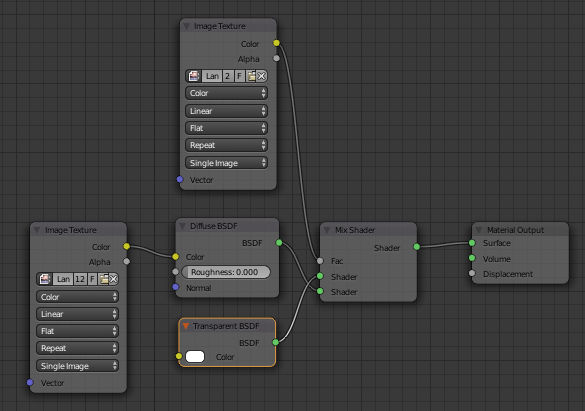 Image Texture
Color
Alpha
Lan 2 F
Color
Linear
Flat
Repeat
Single Image
Vector
Image Texture
Color
Alpha
Lan 12 F
Color
Linear
Flat
Repeat
Single Image
Vector
Diffuse BSDF
BSDF
Color
Roughness: 0.000
Normal
Transparent BSDF
BSDF
Color
Mix Shader
Shader
Fac
Shader
Shader
Material Output
Surface
Volume
Displacement